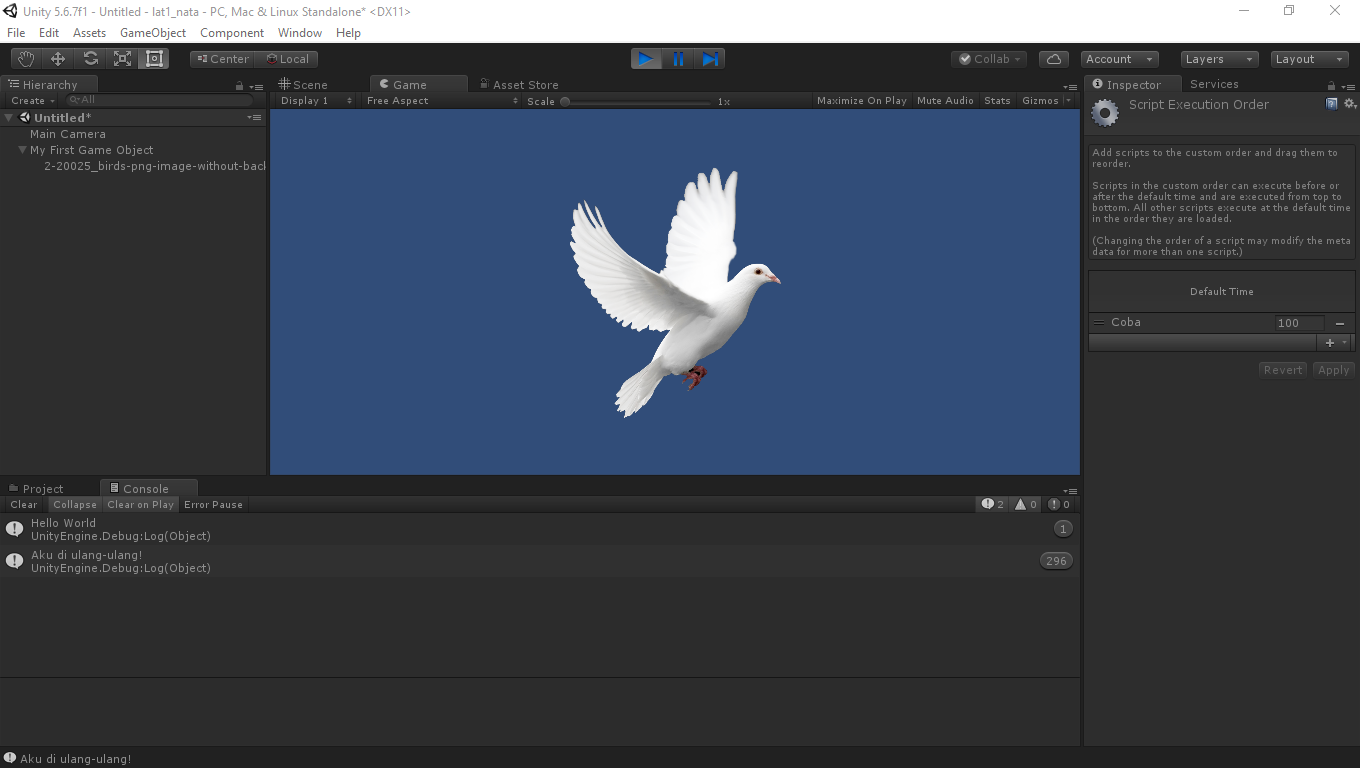 Unity 5.6.7f1 - Untitled - lat1_nata - PC, Mac & Linux Standalone* <DX11>
File Edit Assets GameObject Component Window Help
Center Local Collab Account Layers Layout
Hierarchy Scene Game Asset Store Inspector Services
Create All Display 1 Free Aspect Scale 1x Maximize On Play Mute Audio Stats Gizmos
Script Execution Order
Untitled*
Main Camera
My First Game Object
2-20025_birds-png-image-without-back
Add scripts to the custom order and drag them to
reorder.
Scripts in the custom order can execute before or
after the default time and are executed from top to
bottom. All other scripts execute at the default time
in the order they are loaded.
(Changing the order of a script may modify the meta
data for more than one script.)
Default Time
Coba 100
Revert Apply
Project Console
Clear Collapse Clear on Play Error Pause 2 0 0
Hello World
UnityEngine.Debug:Log(Object)
1
Aku di ulang-ulang!
UnityEngine.Debug:Log(Object)
296
Aku di ulang-ulang!